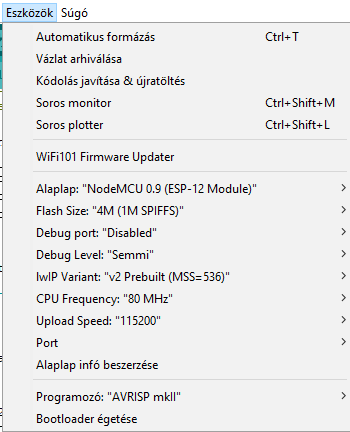 Eszközök Súgó
Automatikus formázás Ctrl+T
Vázlat arhiválása
Kódolás javítása & újratöltés
Soros monitor Ctrl+Shift+M
Soros plotter Ctrl+Shift+L
WiFi101 Firmware Updater
Alaplap: "NodeMCU 0.9 (ESP-12 Module)"
Flash Size: "4M (1M SPIFFS)"
Debug port: "Disabled"
Debug Level: "Semmi"
IwIP Variant: "v2 Prebuilt (MSS=536)"
CPU Frequency: "80 MHz"
Upload Speed: "115200"
Port
Alaplap infó beszerzése
Programozó: "AVRISP mkII"
Bootloader égetése